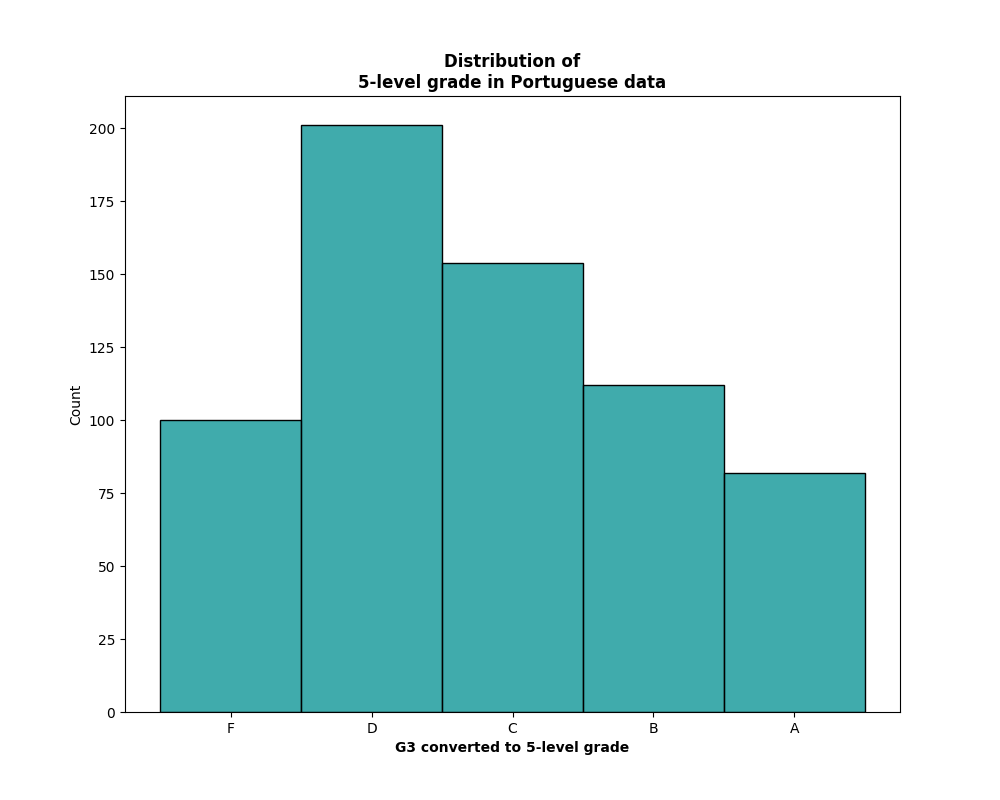 Distribution of
5-level grade in Portuguese data
200
175
150
125
100
75
50
25
0
Count
F D C B A
G3 converted to 5-level grade